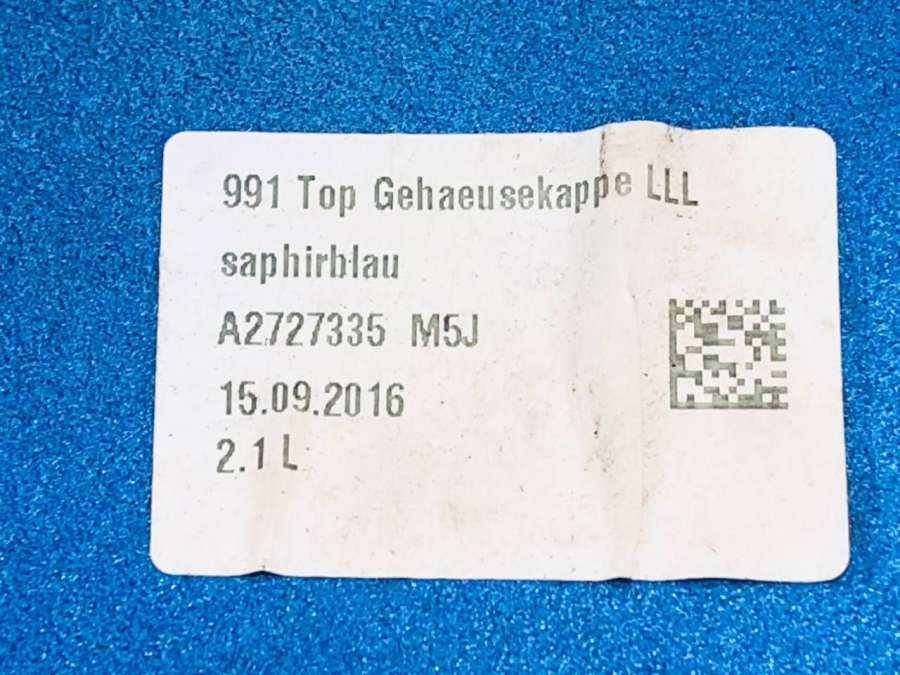 991 Top Gehaeusekappe LLL
saphirblau
A2727335 M5J
15.09.2016
2.1 L